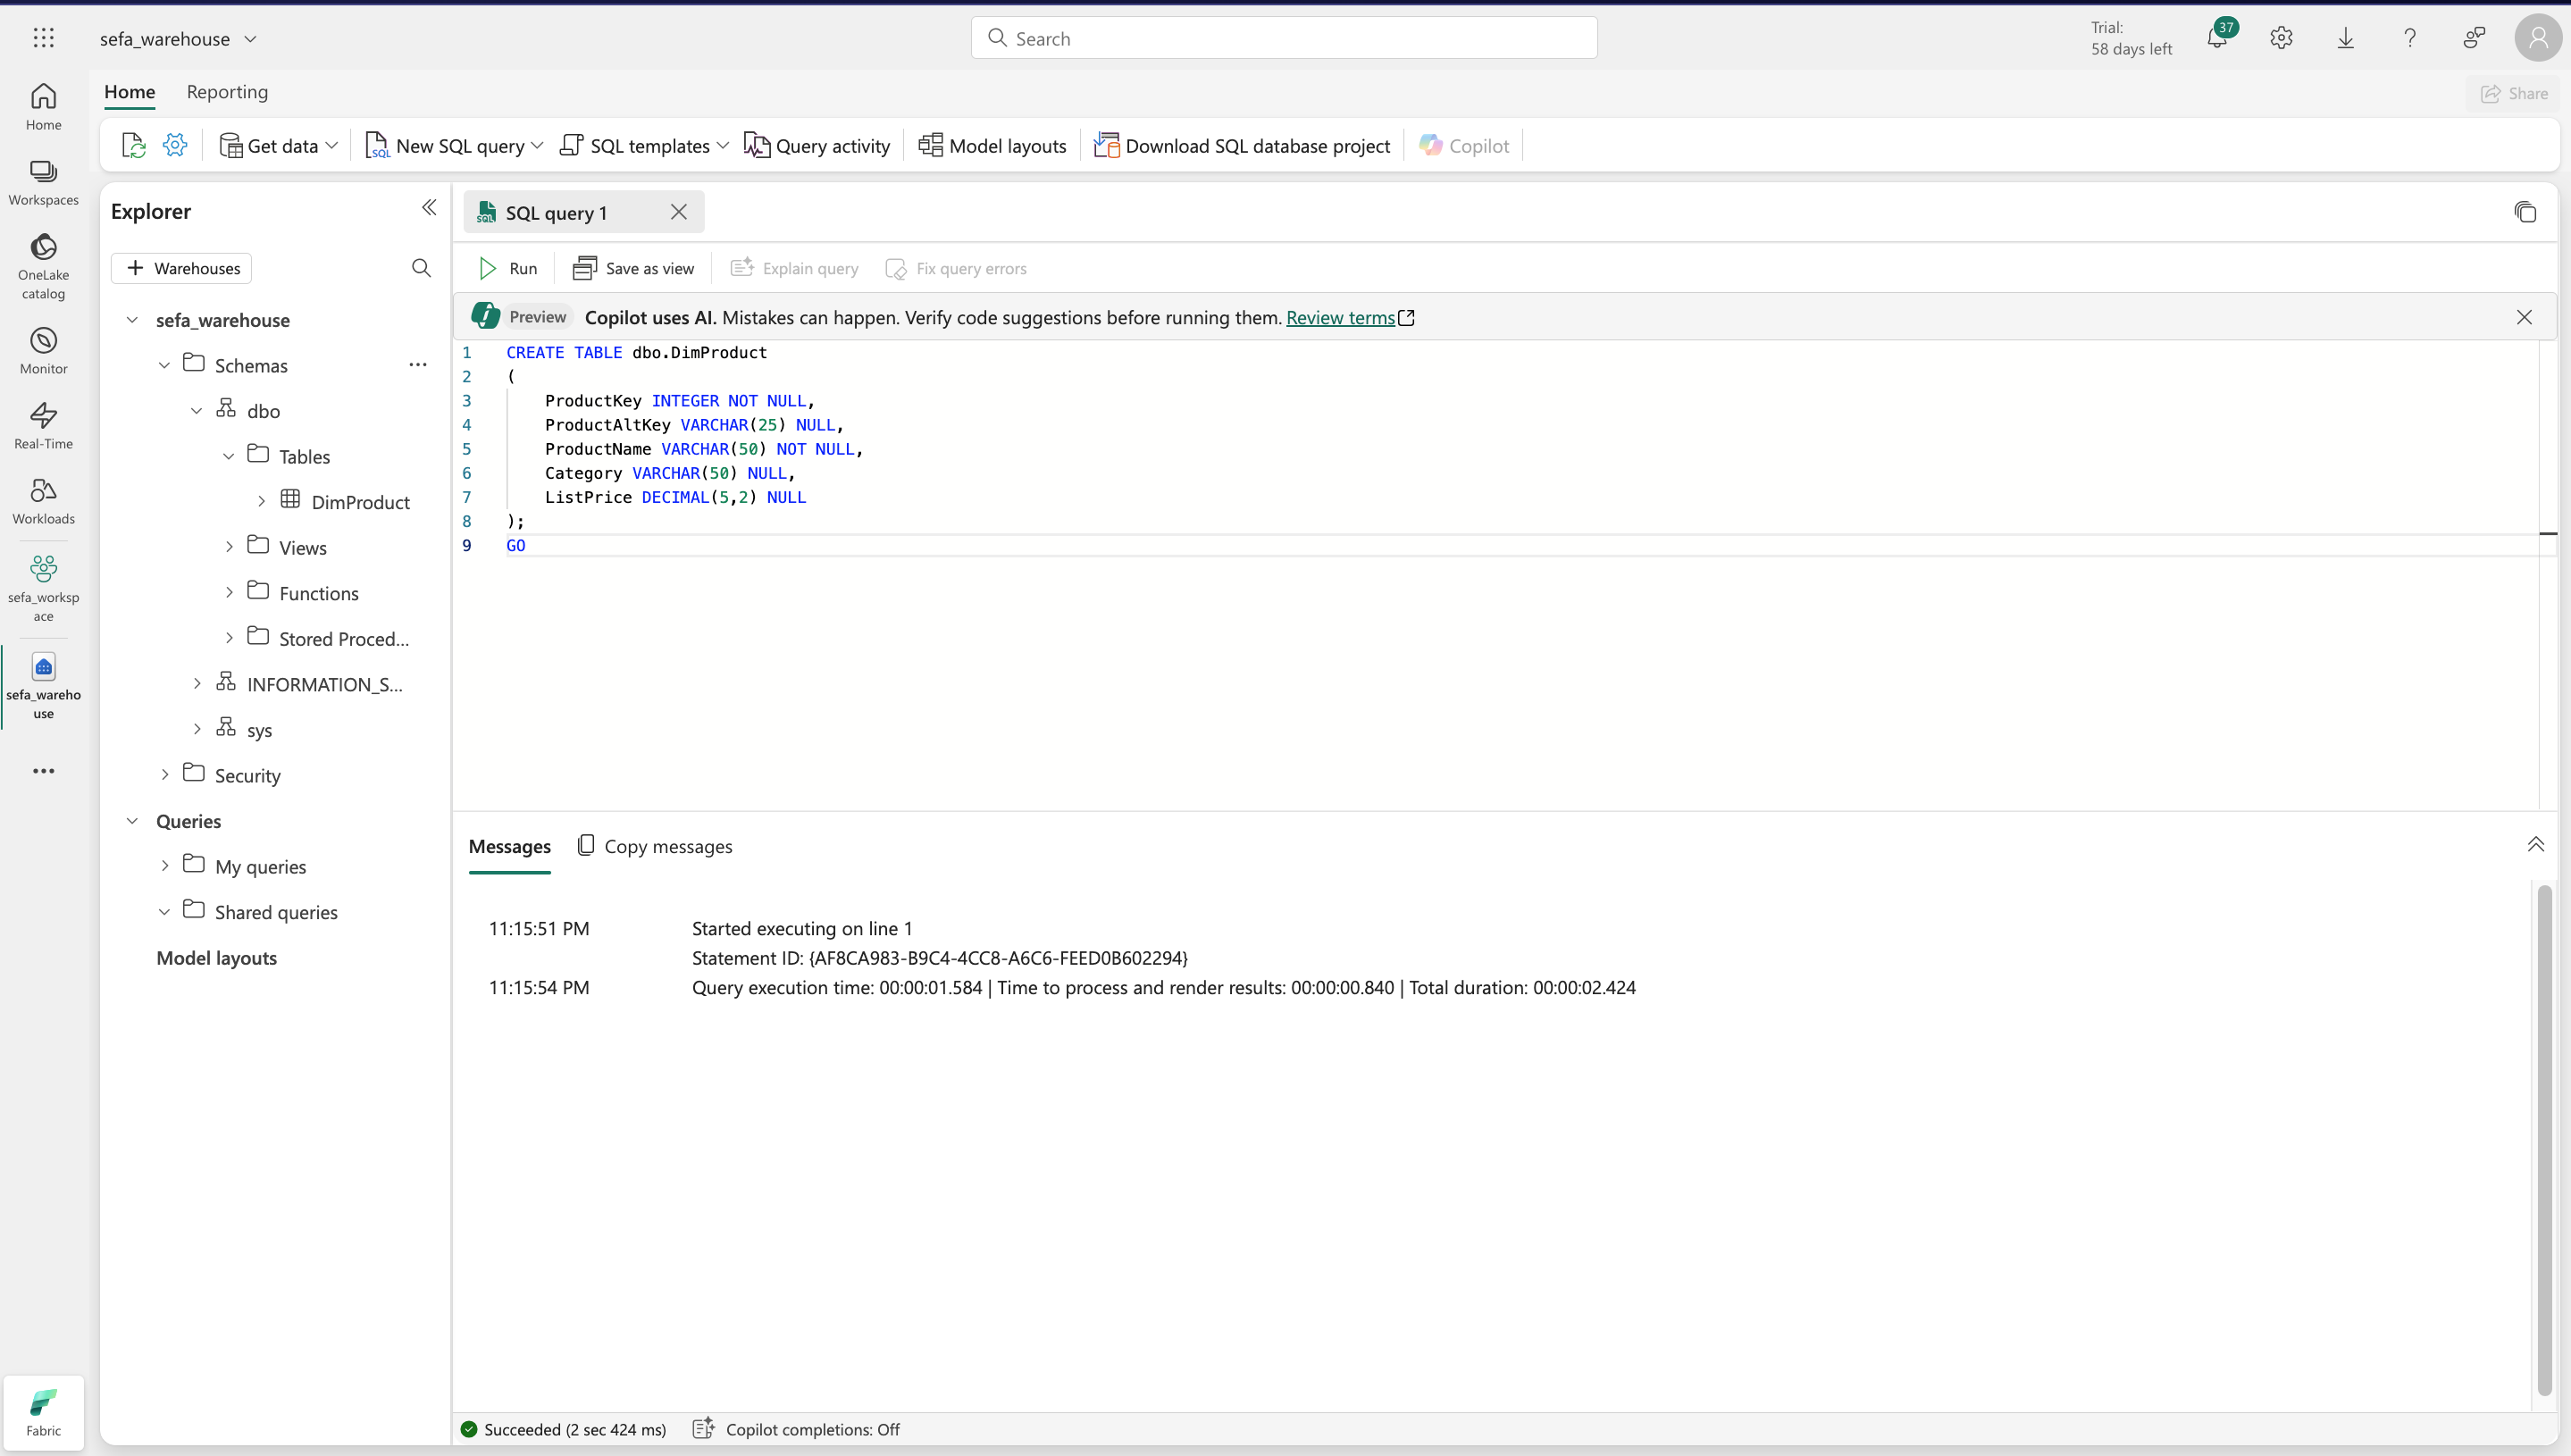 sefa_warehouse
Search
Trial:
58 days left
37
Home
Reporting
Share
Get data
New SQL query
SQL templates
Query activity
Model layouts
Download SQL database project
Copilot
Home
Workspaces
OneLake
catalog
Monitor
Real-Time
Workloads
sefa_worksp
ace
sefa_wareho
use
Fabric
Explorer
Warehouses
sefa_warehouse
Schemas
dbo
Tables
DimProduct
Views
Functions
Stored Proced...
INFORMATION_S...
sys
Security
Queries
My queries
Shared queries
Model layouts
SQL query 1
Run
Save as view
Explain query
Fix query errors
Preview Copilot uses AI. Mistakes can happen. Verify code suggestions before running them. Review terms
1 CREATE TABLE dbo.DimProduct
2 (
3 ProductKey INTEGER NOT NULL,
4 ProductAltKey VARCHAR(25) NULL,
5 ProductName VARCHAR(50) NOT NULL,
6 Category VARCHAR(50) NULL,
7 ListPrice DECIMAL(5,2) NULL
8 );
9 GO
Messages
Copy messages
11:15:51 PM Started executing on line 1
Statement ID: {AF8CA983-B9C4-4CC8-A6C6-FEED0B602294}
11:15:54 PM Query execution time: 00:00:01.584 | Time to process and render results: 00:00:00.840 | Total duration: 00:00:02.424
Succeeded (2 sec 424 ms)
Copilot completions: Off